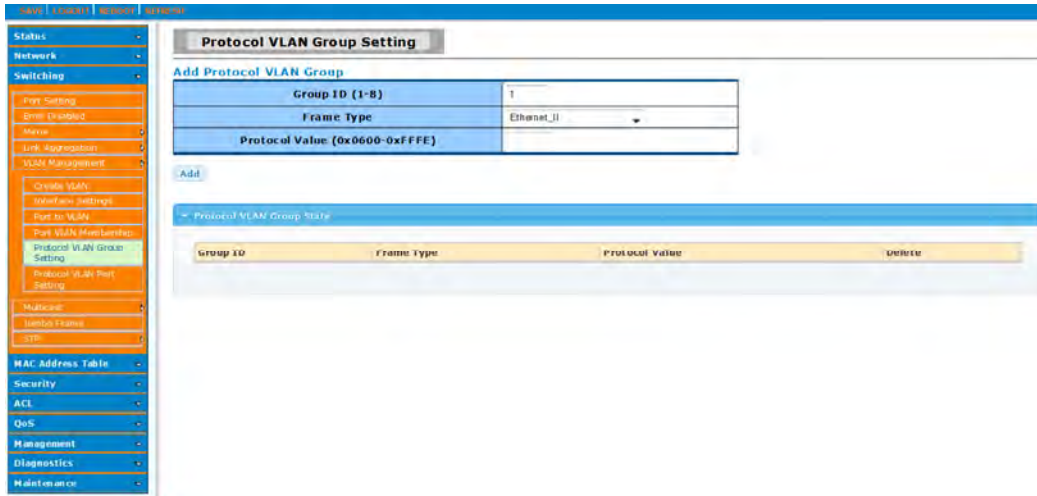 SAVE | LOGOUT | REBOOT | REFRESH
Status
Network
Switching
Port Setting
Error Disabled
Mirror
Link Aggregation
VLAN Management
Create VLAN
Interface Settings
Port to VLAN
Port VLAN Membership
Protocol VLAN Group Setting
Protocol VLAN Port Setting
Multicast
Jumbo Frame
STP
MAC Address Table
Security
ACL
QoS
Management
Diagnostics
Maintenance
Protocol VLAN Group Setting
Add Protocol VLAN Group
Group ID (1-8) 1
Frame Type Ethernet_II
Protocol Value (0x0600-0xFFFE)
Add
Protocol VLAN Group State
Group ID Frame Type Protocol Value Delete